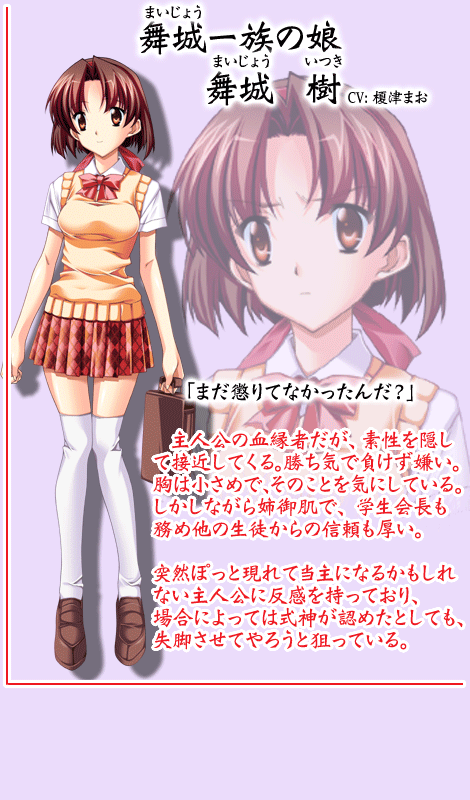 まいじょう
舞城一族の娘
まいじょう　いつき
舞城　樹 CV: 榎津まお
「まだ懲りてなかったんだ？」
主人公の血縁者だが、素性を隠し
て接近してくる。勝ち気で負けず嫌い。
胸は小さめで、そのことを気にしている。
しかしながら姉御肌で、学生会長も
務め他の生徒からの信頼も厚い。
突然ぽっと現れて当主になるかもしれ
ない主人公に反感を持っており、
場合によっては式神が認めたとしても、
失脚させてやろうと狙っている。